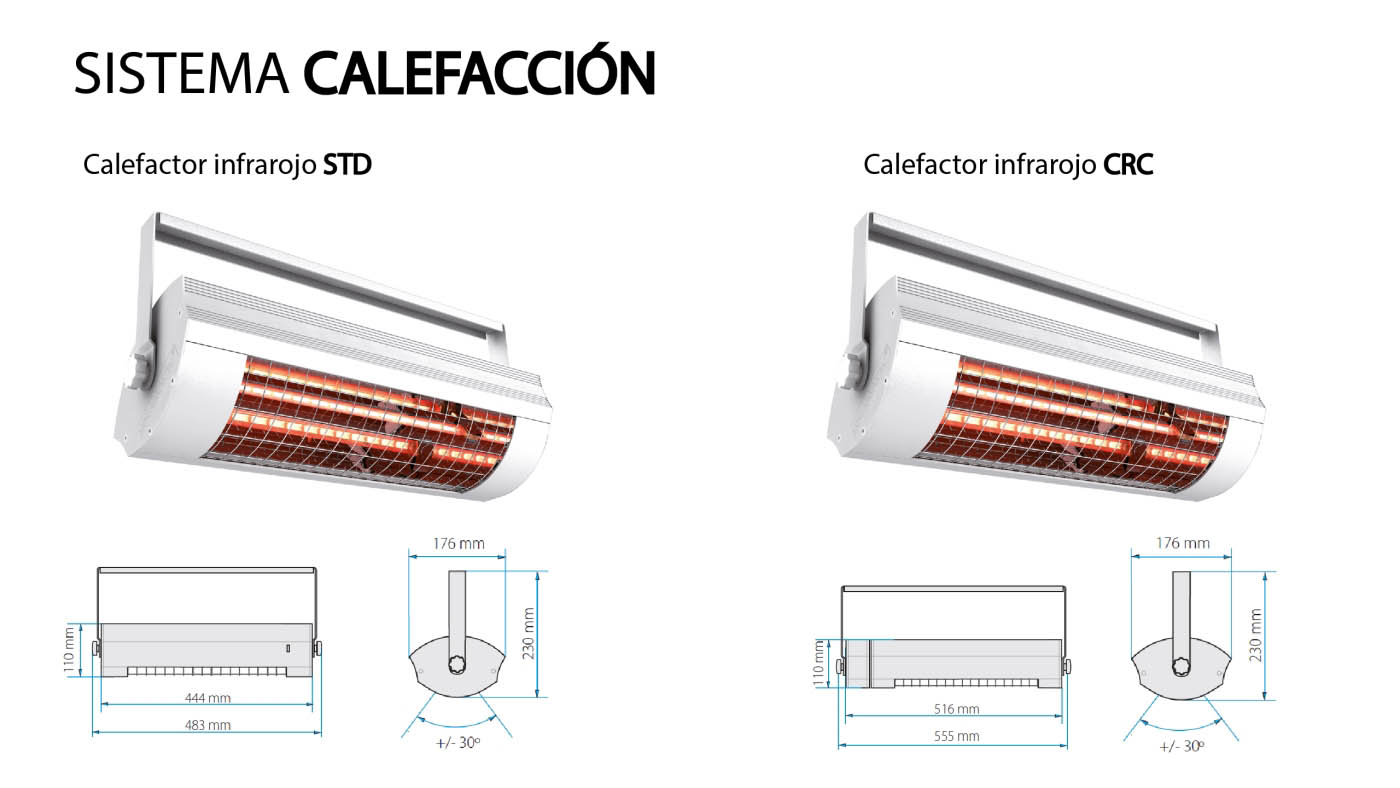 SISTEMA CALEFACCIÓN
Calefactor infrarojo STD
Calefactor infrarojo CRC
176 mm
230 mm
110 mm
444 mm
483 mm
+/- 30º
176 mm
230 mm
110 mm
516 mm
555 mm
+/- 30º